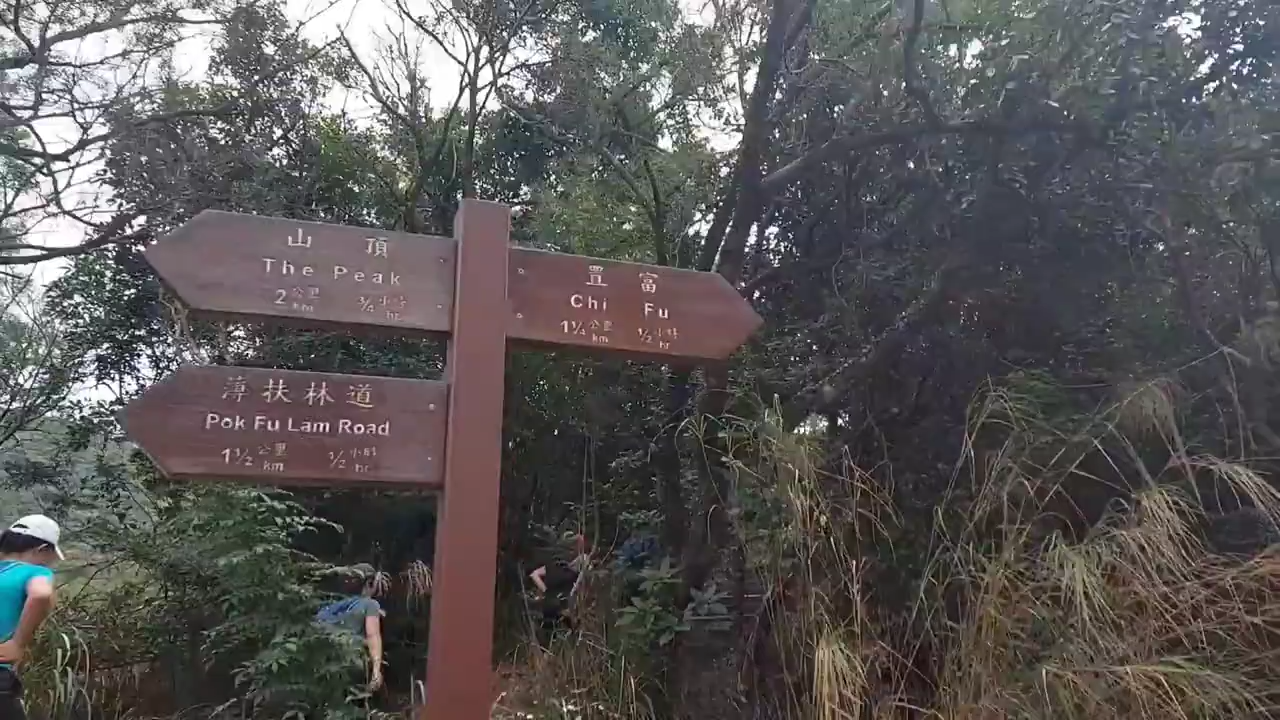 山頂
The Peak
2公里 km ¾小時 hr
置富
Chi Fu
1¼公里 km ½小時 hr
薄扶林道
Pok Fu Lam Road
1½公里 km ½小時 hr